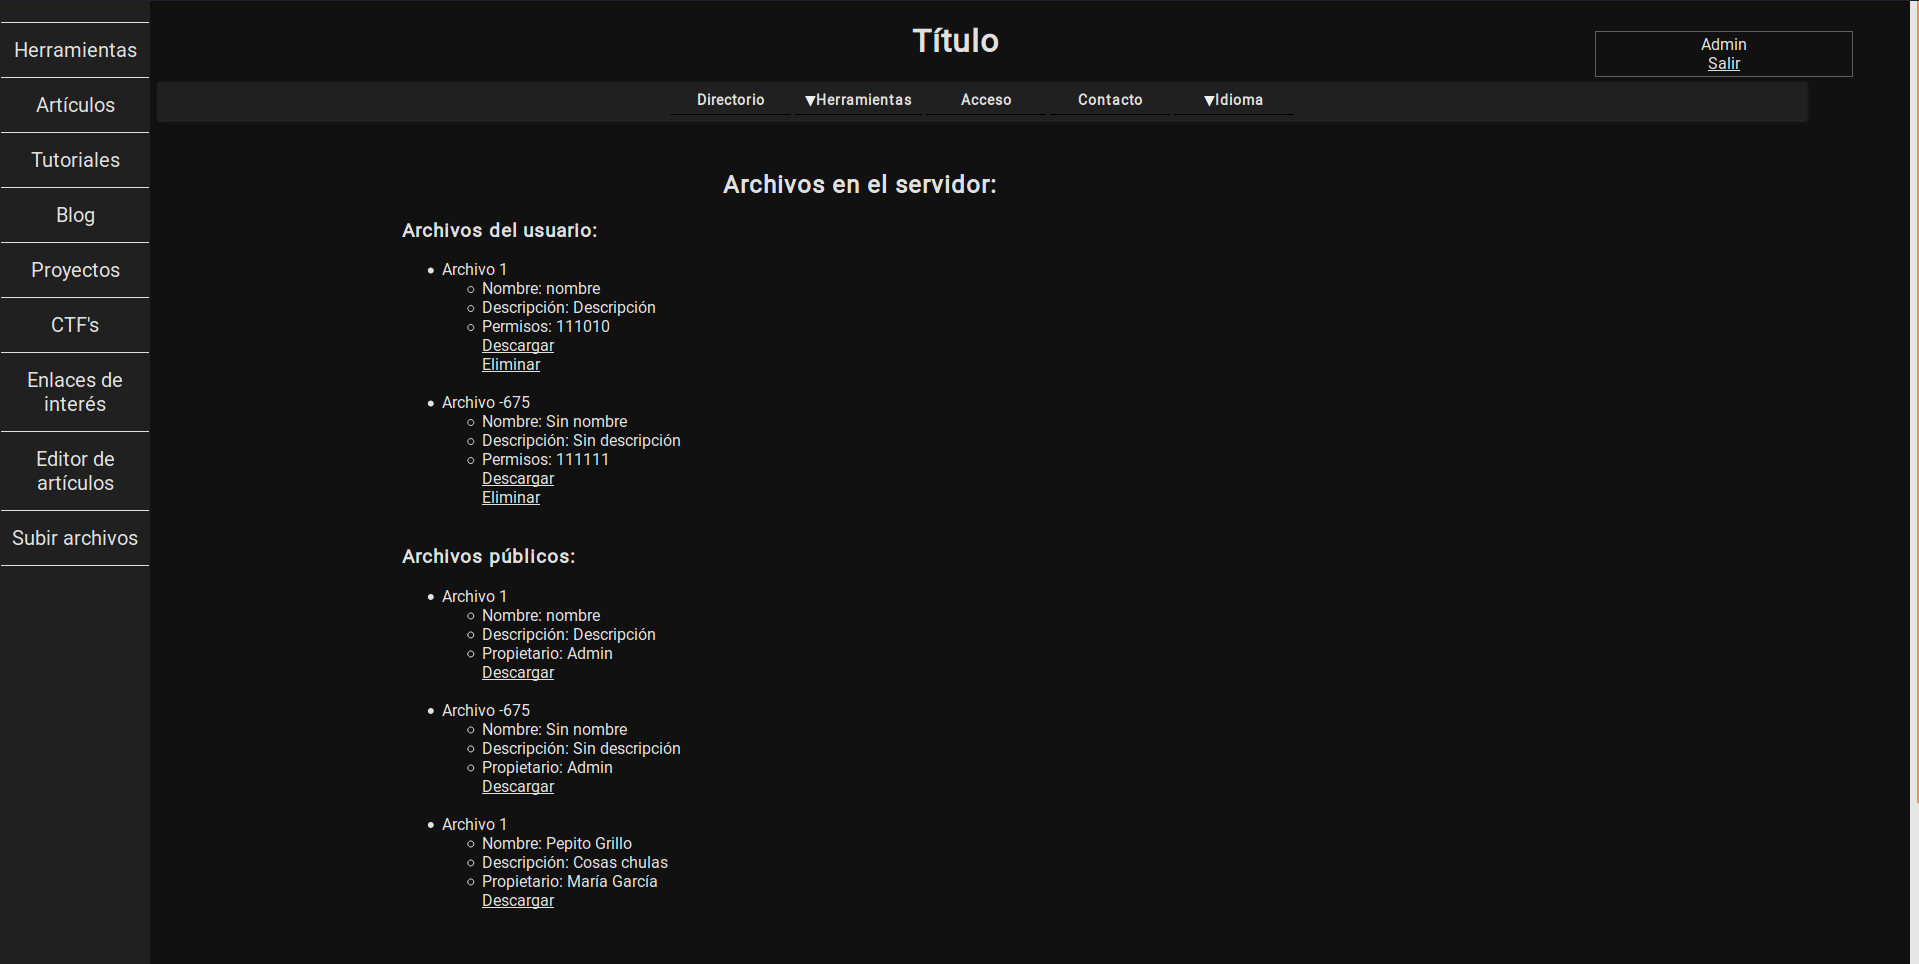 Herramientas
Artículos
Tutoriales
Blog
Proyectos
CTF's
Enlaces de
interés
Editor de
artículos
Subir archivos
Título
Admin
Salir
Directorio ▼Herramientas Acceso Contacto ▼Idioma
Archivos en el servidor:
Archivos del usuario:
Archivo 1
Nombre: nombre
Descripción: Descripción
Permisos: 111010
Descargar
Eliminar
Archivo -675
Nombre: Sin nombre
Descripción: Sin descripción
Permisos: 111111
Descargar
Eliminar
Archivos públicos:
Archivo 1
Nombre: nombre
Descripción: Descripción
Propietario: Admin
Descargar
Archivo -675
Nombre: Sin nombre
Descripción: Sin descripción
Propietario: Admin
Descargar
Archivo 1
Nombre: Pepito Grillo
Descripción: Cosas chulas
Propietario: María García
Descargar